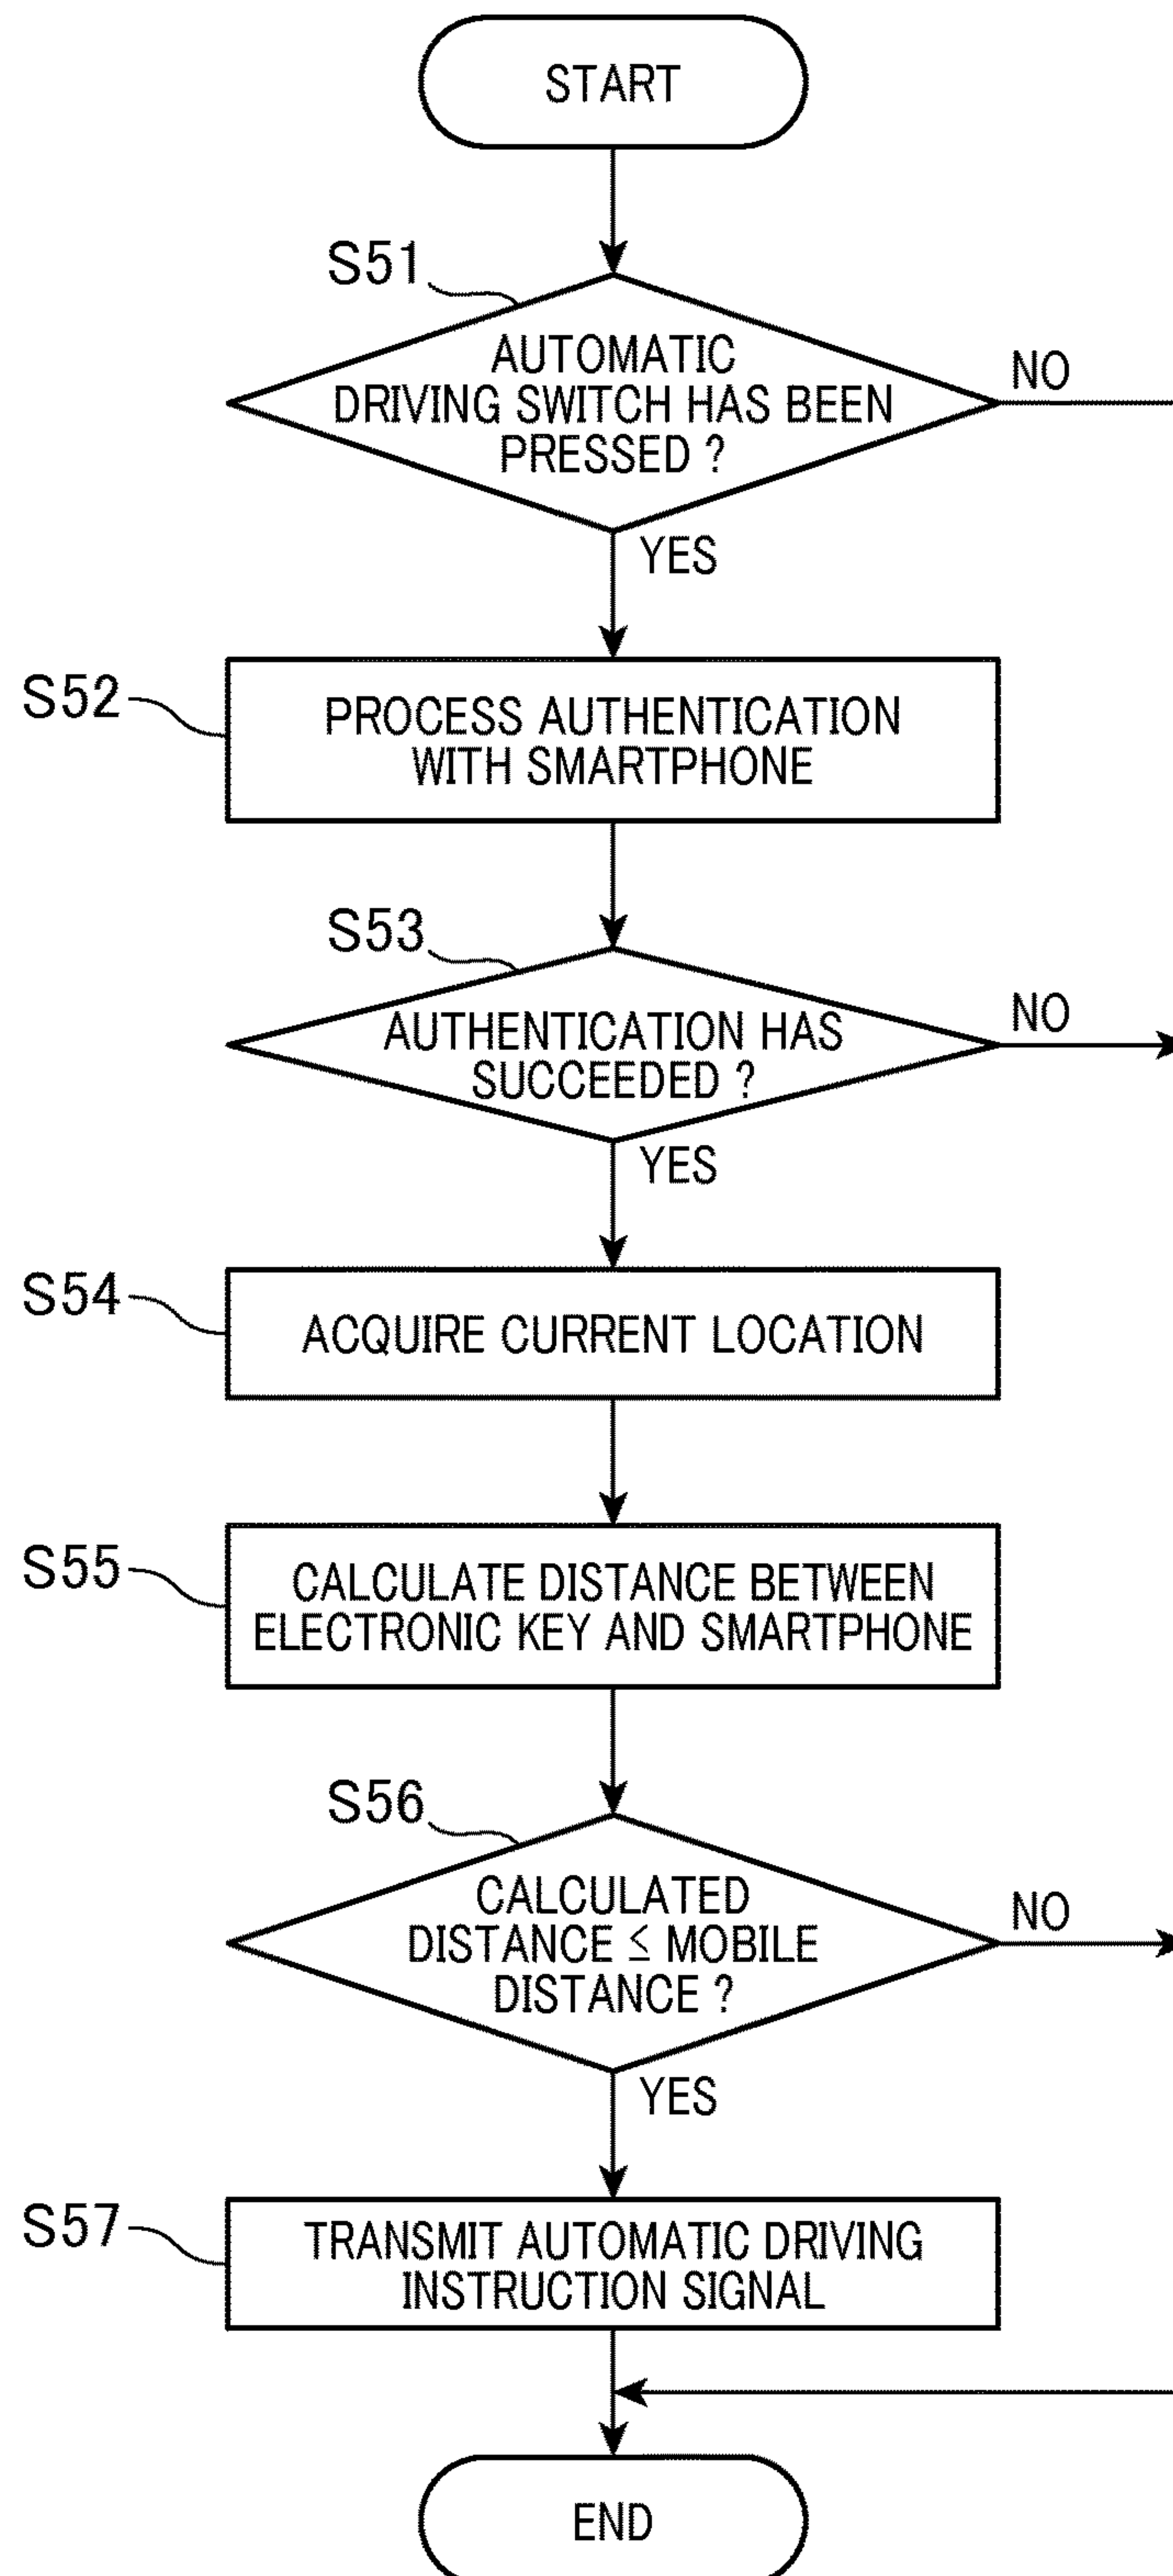 START
S51
AUTOMATIC
DRIVING SWITCH HAS BEEN
PRESSED ?
NO
YES
S52
PROCESS AUTHENTICATION
WITH SMARTPHONE
S53
AUTHENTICATION HAS
SUCCEEDED ?
NO
YES
S54
ACQUIRE CURRENT LOCATION
S55
CALCULATE DISTANCE BETWEEN
ELECTRONIC KEY AND SMARTPHONE
S56
CALCULATED
DISTANCE ≦ MOBILE
DISTANCE ?
NO
YES
S57
TRANSMIT AUTOMATIC DRIVING
INSTRUCTION SIGNAL
END